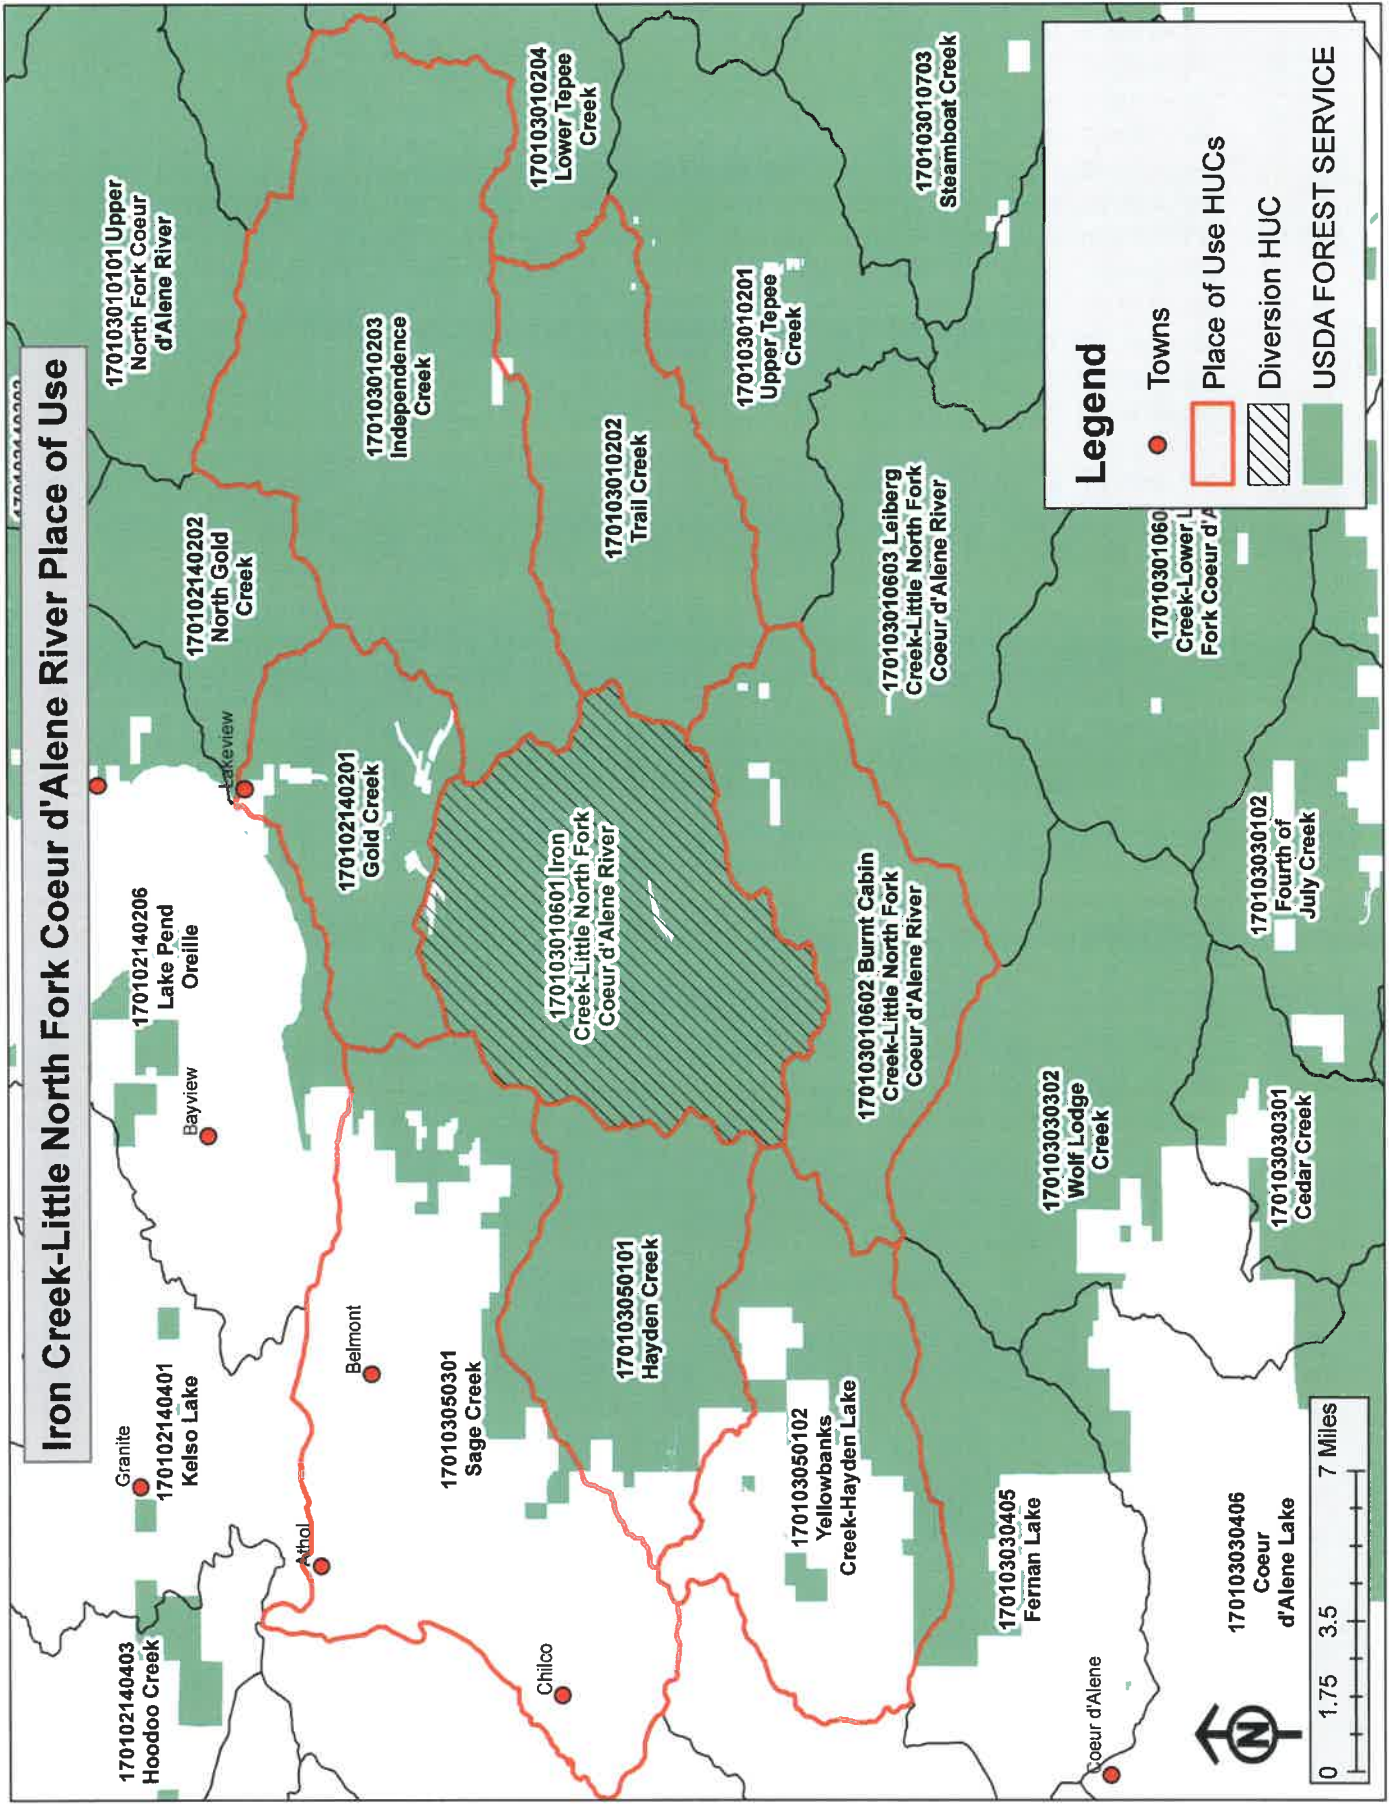 Iron Creek-Little North Fork Coeur d'Alene River Place of Use
170103010101 Upper
North Fork Coeur
d'Alene River
170102140202
North Gold
Creek
170103010203
Independence
Creek
170103010204
Lower Tepee
Creek
Lakeview
170102140206
Lake Pend
Oreille
Bayview
170102140201
Gold Creek
170103010202
Trail Creek
170103010201
Upper Tepee
Creek
170103010703
Steamboat Creek
Granite
170102140401
Kelso Lake
Belmont
170103010601 Iron
Creek-Little North Fork
Coeur d'Alene River
170103010603 Leiberg
Creek-Little North Fork
Coeur d'Alene River
Athol
170102140403
Hoodoo Creek
170103050301
Sage Creek
170103050101
Hayden Creek
170103010602 Burnt Cabin
Creek-Little North Fork
Coeur d'Alene River
Chilco
170103050102
Yellowbanks
Creek-Hayden Lake
170103030302
Wolf Lodge
Creek
17010301060
Creek-Lower L
Fork Coeur d'A
170103030102
Fourth of
July Creek
170103030301
Cedar Creek
170103030405
Fernan Lake
170103030406
Coeur
d'Alene Lake
Coeur d'Alene
Legend
Towns
Place of Use HUCs
Diversion HUC
USDA FOREST SERVICE
N
0 1.75 3.5 7 Miles